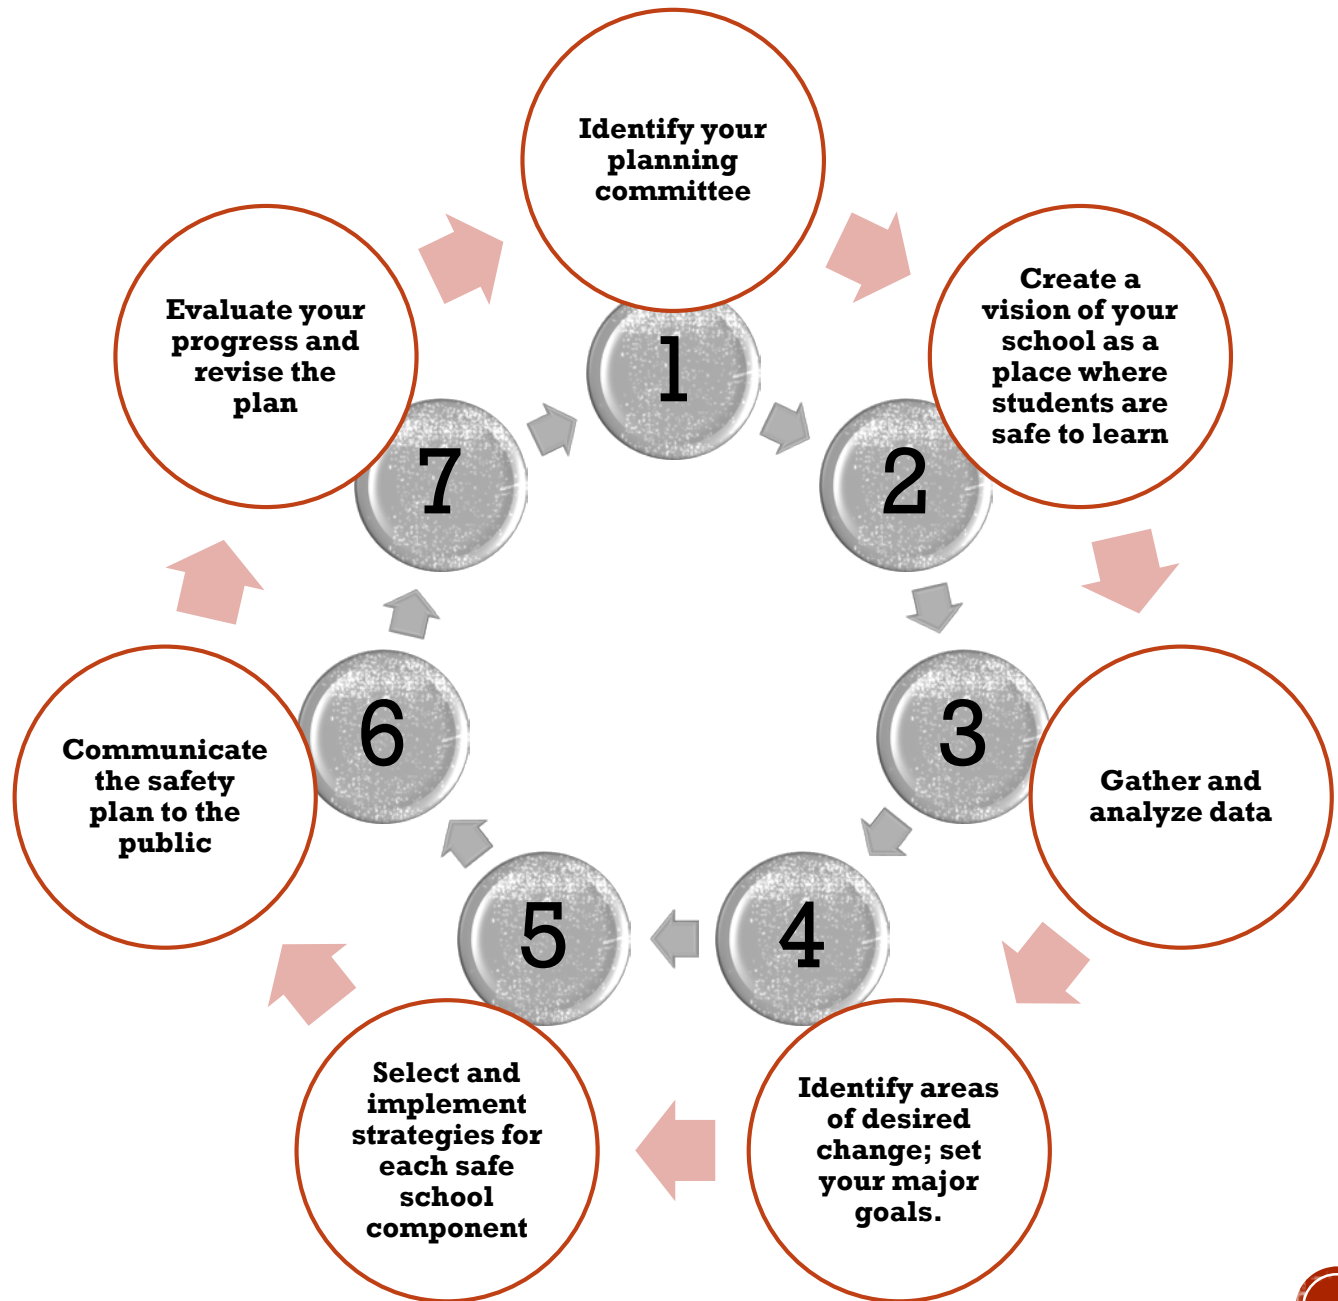 Identify your
planning
committee
1
Create a
vision of your
school as a
place where
students are
safe to learn
2
Gather and
analyze data
3
Identify areas
of desired
change; set
your major
goals.
4
Select and
implement
strategies for
each safe
school
component
5
Communicate
the safety
plan to the
public
6
Evaluate your
progress and
revise the
plan
7